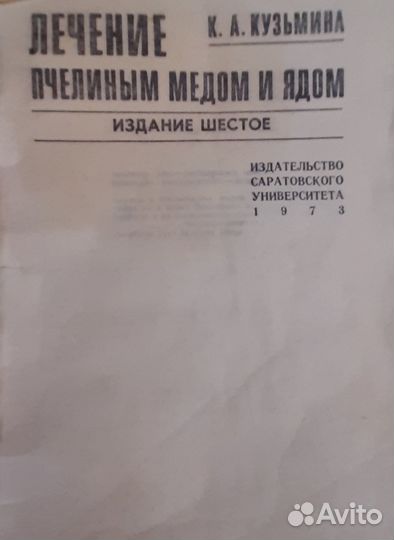 К. А. КУЗЬМИНА
ЛЕЧЕНИЕ
ПЧЕЛИНЫМ МЕДОМ И ЯДОМ
ИЗДАНИЕ ШЕСТОЕ
ИЗДАТЕЛЬСТВО
САРАТОВСКОГО
УНИВЕРСИТЕТА
1973
Avito